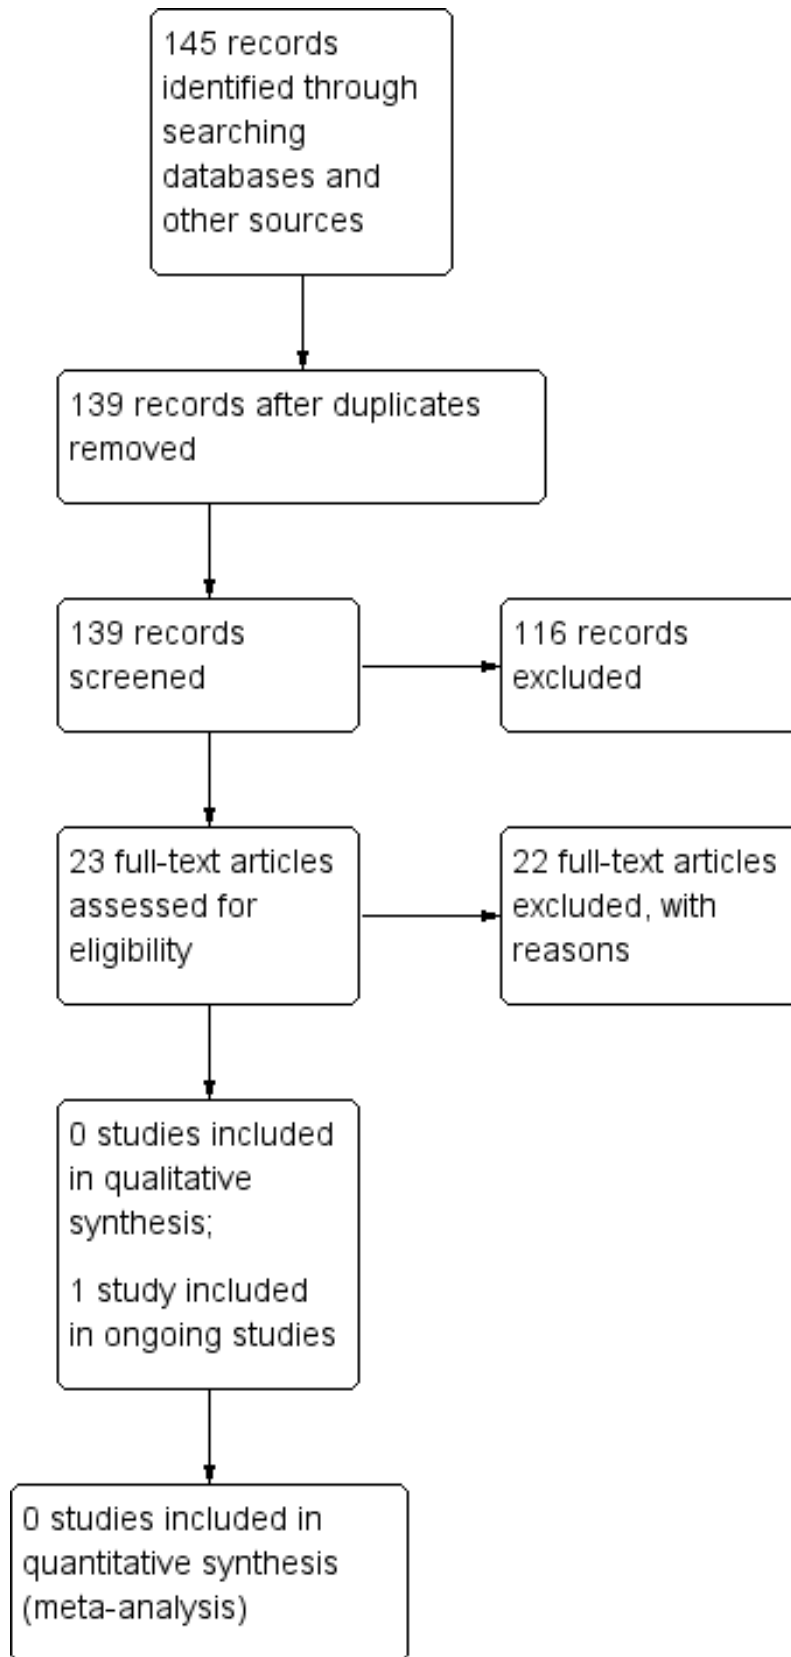 145 records
identified through
searching
databases and
other sources
139 records after duplicates
removed
139 records
screened
116 records
excluded
23 full-text articles
assessed for
eligibility
22 full-text articles
excluded, with
reasons
0 studies included
in qualitative
synthesis;
1 study included
in ongoing studies
0 studies included in
quantitative synthesis
(meta-analysis)